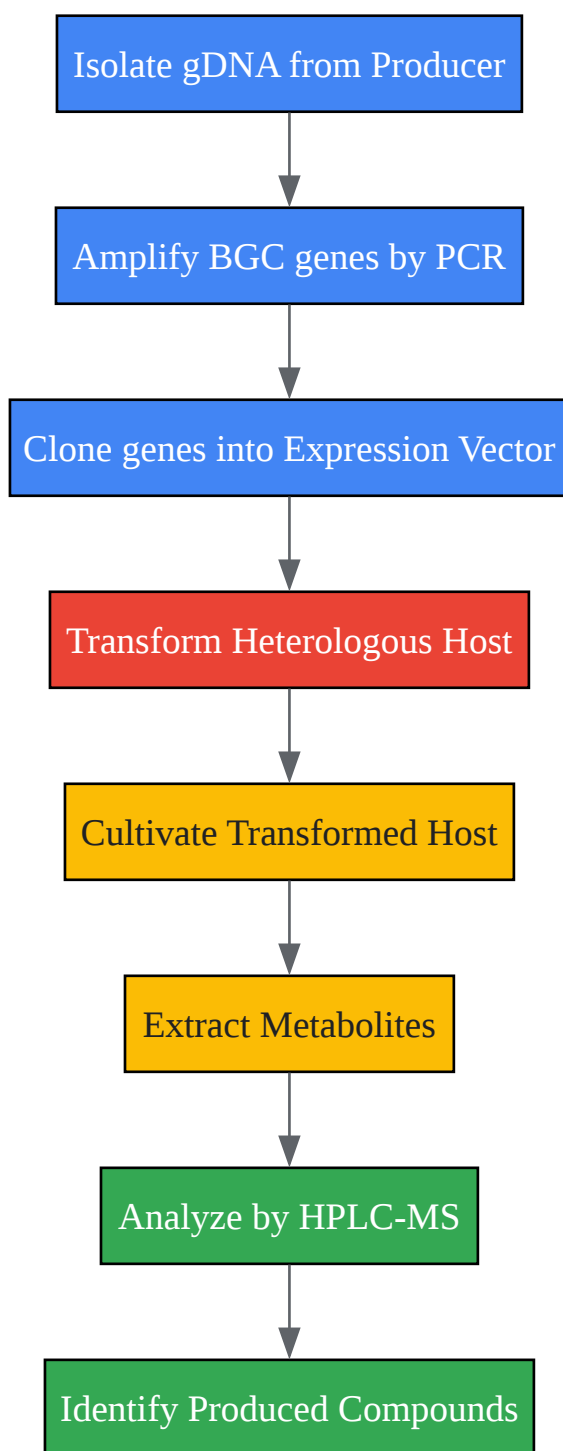 Isolate gDNA from Producer
Amplify BGC genes by PCR
Clone genes into Expression Vector
Transform Heterologous Host
Cultivate Transformed Host
Extract Metabolites
Analyze by HPLC-MS
Identify Produced Compounds